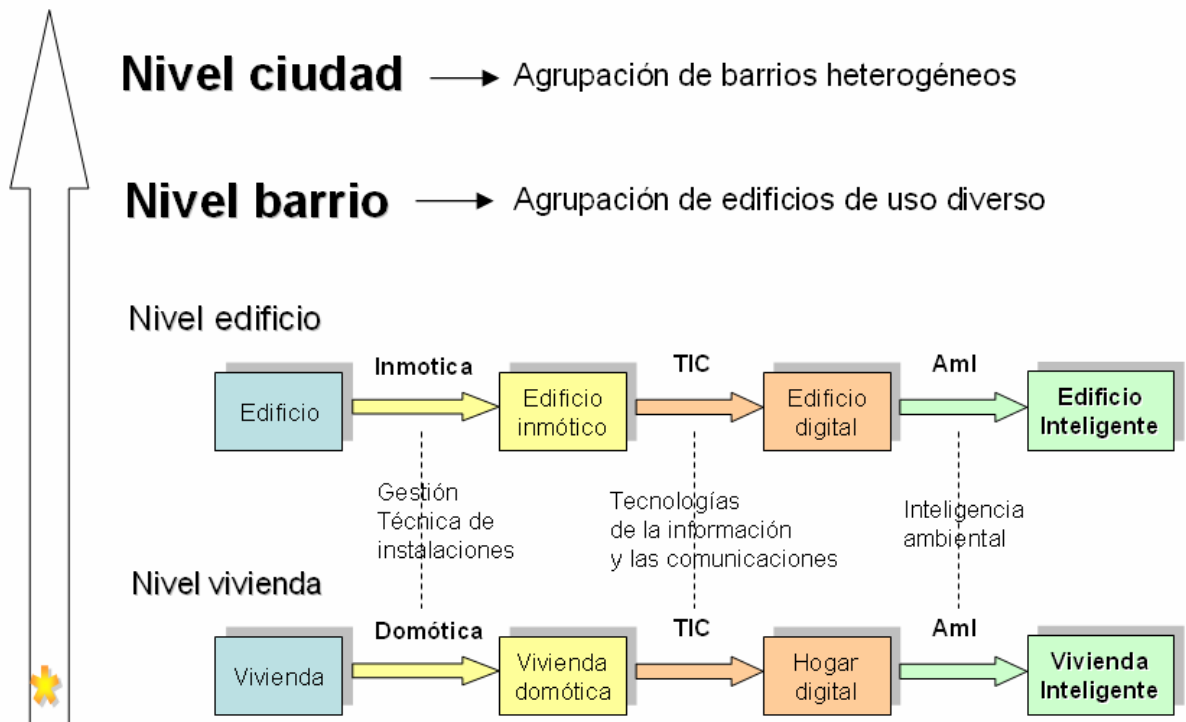 Nivel ciudad
Agrupación de barrios heterogéneos
Nivel barrio
Agrupación de edificios de uso diverso
Nivel edificio
Inmotica
TIC
AmI
Edificio
Edificio
inmótico
Edificio
digital
Edificio
Inteligente
Gestión
Técnica de
instalaciones
Tecnologías
de la información
y las comunicaciones
Inteligencia
ambiental
Nivel vivienda
Domótica
TIC
AmI
Vivienda
Vivienda
domótica
Hogar
digital
Vivienda
Inteligente